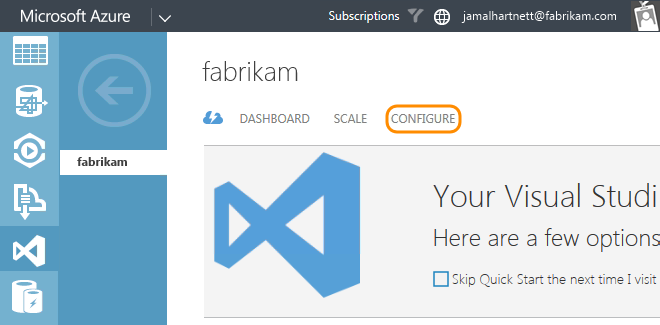 Microsoft Azure
Subscriptions
jamalhartnett@fabrikam.com
fabrikam
DASHBOARD SCALE CONFIGURE
fabrikam
Your Visual Studi
Here are a few options
Skip Quick Start the next time I visit